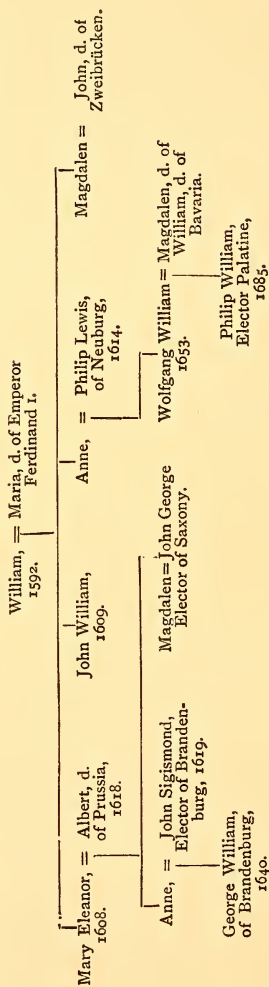 William, = Maria, d. of Emperor
1592. Ferdinand I.
Mary Eleanor, = Albert, d.
1608. of Prussia,
1618.
John William,
1609.
Anne, = Philip Lewis,
of Neuburg,
1614.
Magdalen = John, d. of
Zweibrücken.
Anne, = John Sigismond,
Elector of Branden-
burg, 1619.
Magdalen = John George
Elector of Saxony.
Wolfgang William = Magdalen, d. of
1653. William, d. of
Bavaria.
George William,
of Brandenburg,
1640.
Philip William,
Elector Palatine,
1685.